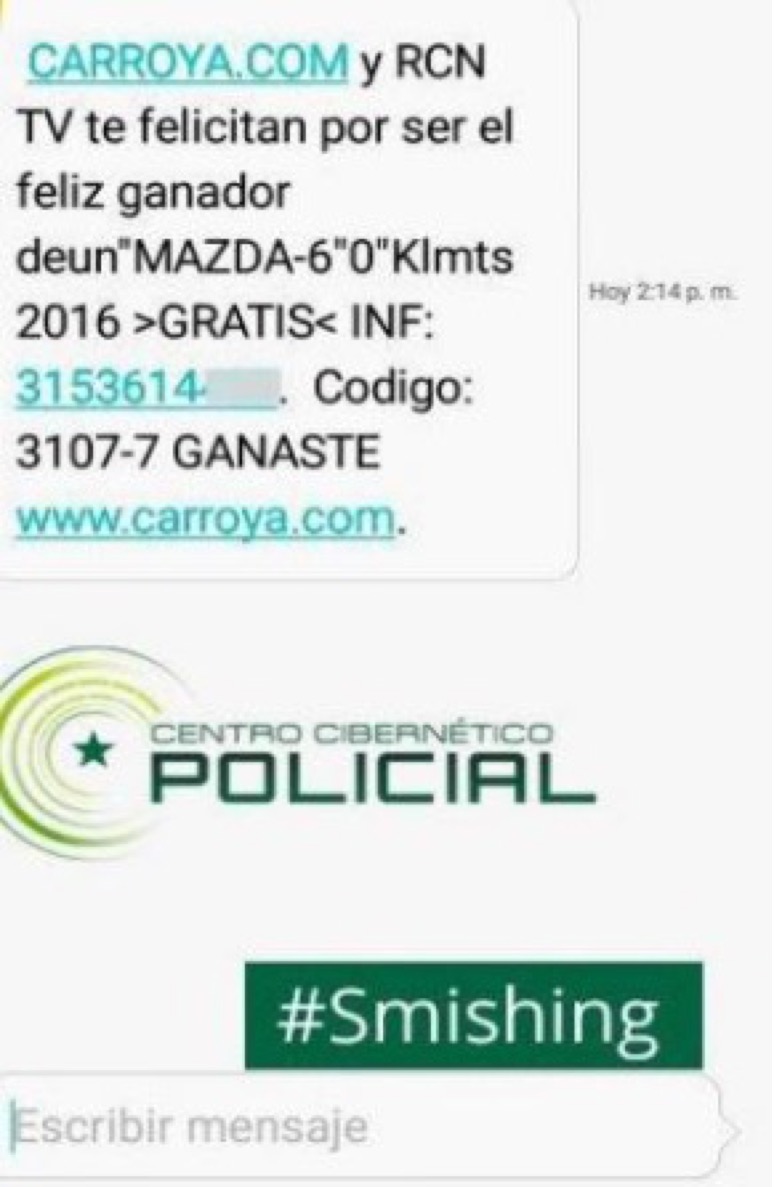 CARROYA.COM y RCN
TV te felicitan por ser el
feliz ganador
deun"MAZDA-6"0"Klmts
2016 >GRATIS< INF:
3153614 . Codigo:
3107-7 GANASTE
www.carroya.com.
Hoy 2:14 p. m.
CENTRO CIBERNÉTICO
POLICIAL
#Smishing
Escribir mensaje